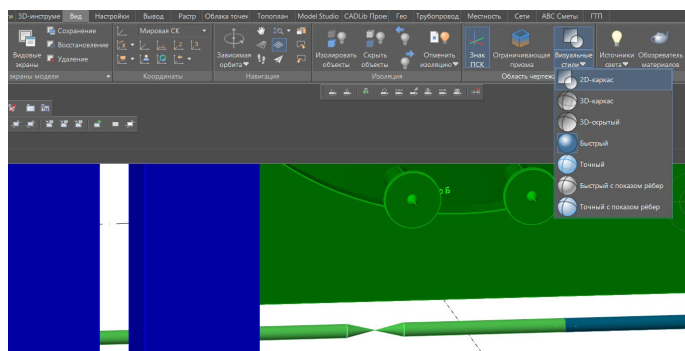 ти 3D-инструме Вид Настройки Вывод Растр Облака точек Топоплан Model Studio CADLib Прое Гео Трубопровод Местность Сети ABC Сметы ГТП
Видовые экраны
Сохранение
Восстановление
Удаление
экраны модели
Мировая СК
Координаты
Зависимая орбита
Навигация
Изолировать объекты
Скрыть объекты
Отменить изоляцию
Изоляция
Знак ПСК
Ограничивающая призма
Визуальные стили
Область чертеж
Источники света
Обозреватель материалов
2D-каркас
3D-каркас
3D-скрытый
Быстрый
Точный
Быстрый с показом рёбер
Точный с показом рёбер